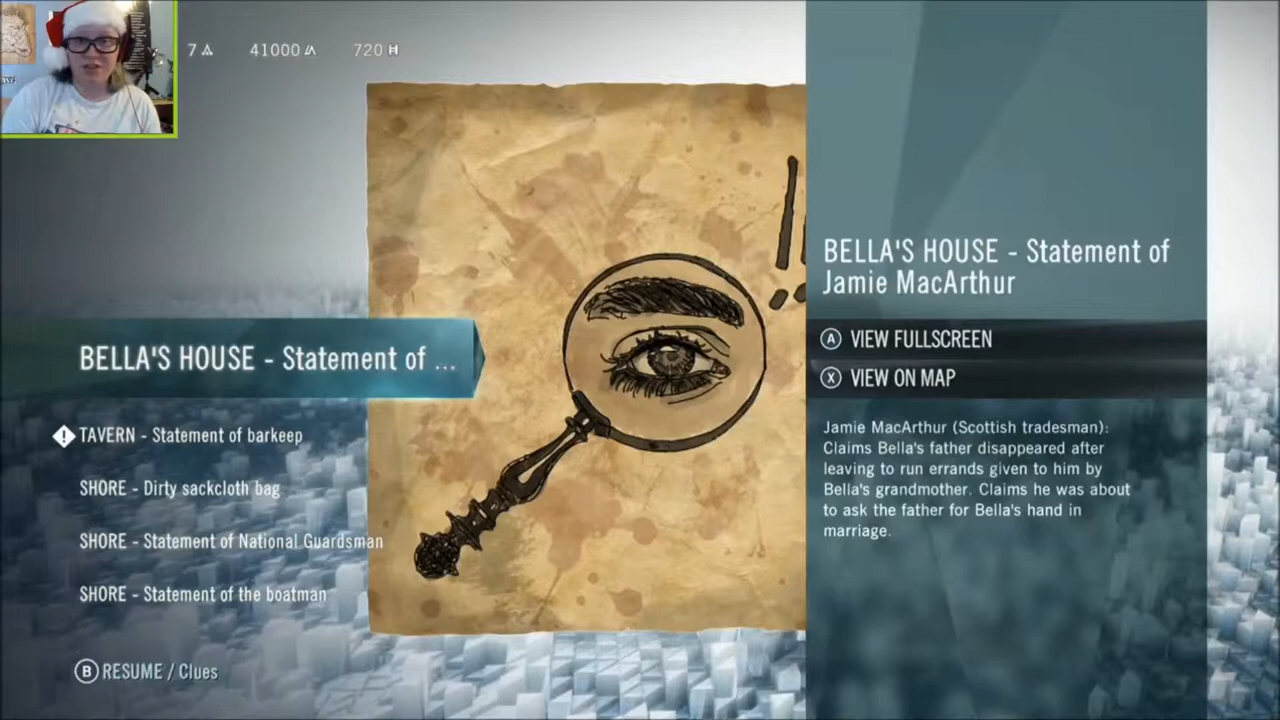 7
41000
720
BELLA'S HOUSE - Statement of
Jamie MacArthur
Ⓐ VIEW FULLSCREEN
Ⓧ VIEW ON MAP
BELLA'S HOUSE - Statement of ...
! TAVERN - Statement of barkeep
SHORE - Dirty sackcloth bag
SHORE - Statement of National Guardsman
SHORE - Statement of the boatman
Jamie MacArthur (Scottish tradesman):
Claims Bella's father disappeared after
leaving to run errands given to him by
Bella's grandmother. Claims he was about
to ask the father for Bella's hand in
marriage.
Ⓑ RESUME / Clues